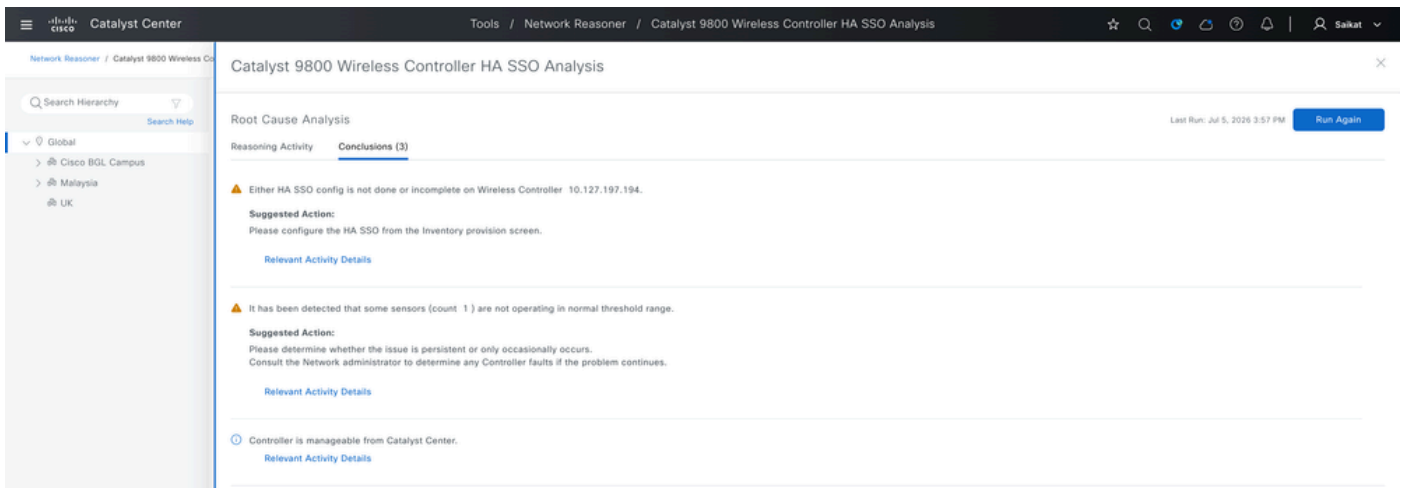 cisco Catalyst Center
Tools / Network Reasoner / Catalyst 9800 Wireless Controller HA SSO Analysis
Saikat
Network Reasoner / Catalyst 9800 Wireless Co
Catalyst 9800 Wireless Controller HA SSO Analysis
Search Hierarchy
Search Help
Global
Cisco BGL Campus
Malaysia
UK
Root Cause Analysis
Last Run: Jul 5, 2026 3:57 PM
Run Again
Reasoning Activity
Conclusions (3)
Either HA SSO config is not done or incomplete on Wireless Controller 10.127.197.194.
Suggested Action:
Please configure the HA SSO from the Inventory provision screen.
Relevant Activity Details
It has been detected that some sensors (count 1 ) are not operating in normal threshold range.
Suggested Action:
Please determine whether the issue is persistent or only occasionally occurs.
Consult the Network administrator to determine any Controller faults if the problem continues.
Relevant Activity Details
Controller is manageable from Catalyst Center.
Relevant Activity Details